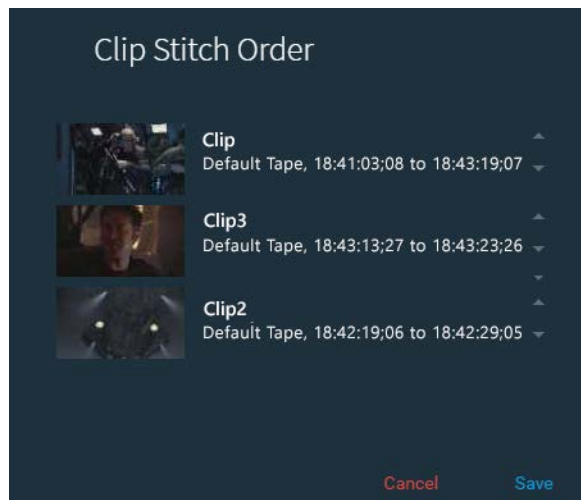 Clip Stitch Order
Clip
Default Tape, 18:41:03;08 to 18:43:19;07
Clip3
Default Tape, 18:43:13;27 to 18:43:23;26
Clip2
Default Tape, 18:42:19;06 to 18:42:29;05
Cancel Save